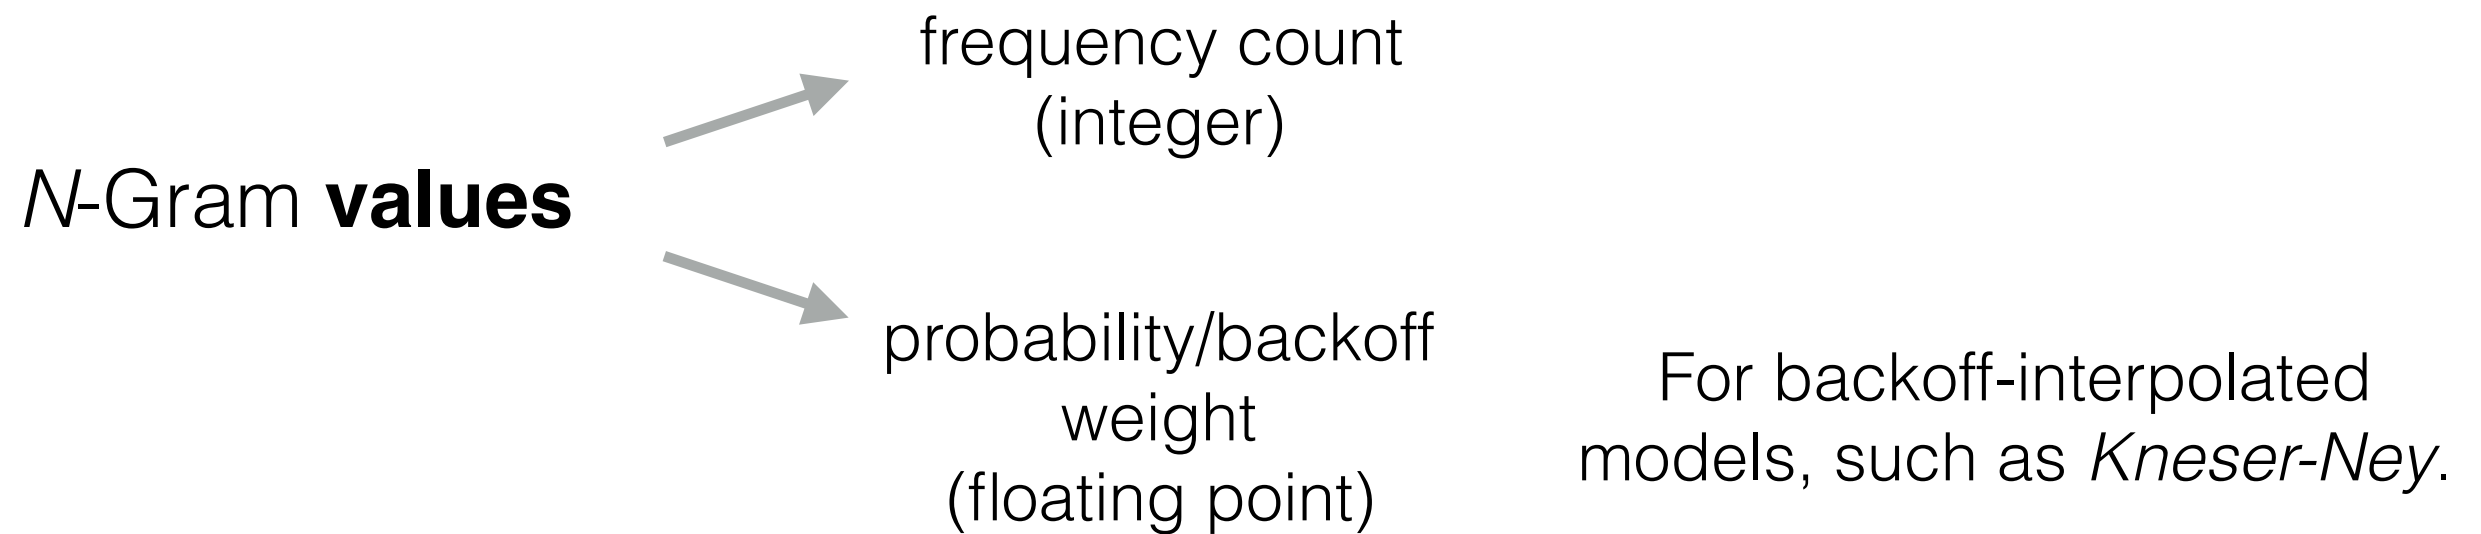 frequency count
(integer)
N-Gram values
probability/backoff
weight
(floating point)
For backoff-interpolated
models, such as Kneser-Ney.